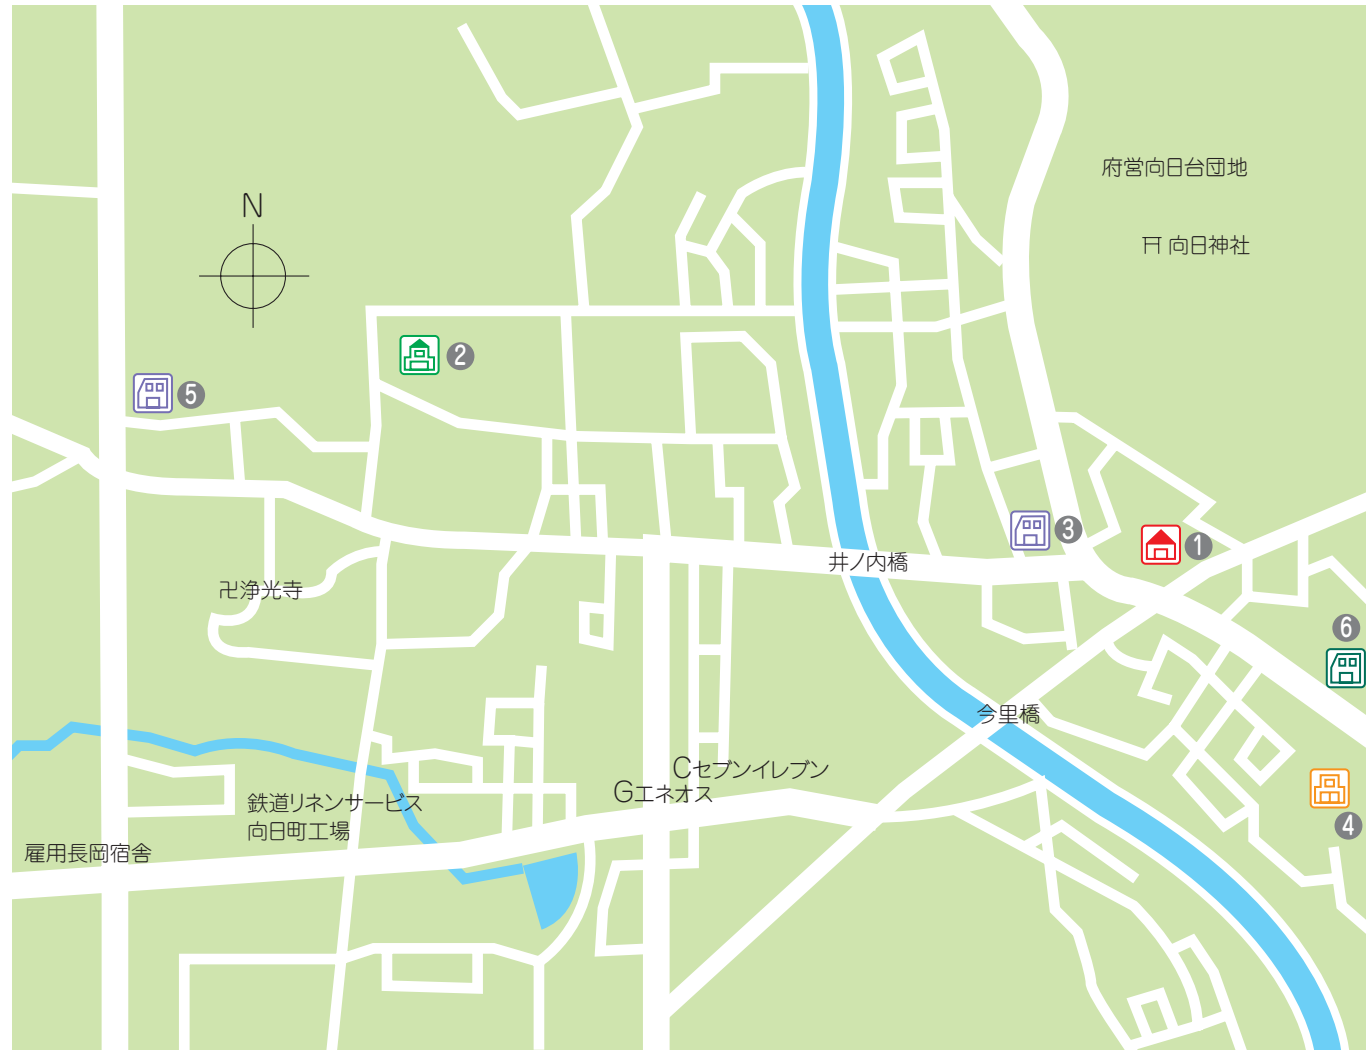 府営向日台団地
N
⛩ 向日神社
2
5
3
1
井ノ内橋
卍浄光寺
6
今里橋
Cセブンイレブン
Gエネオス
鉄道リネンサービス
向日町工場
4
雇用長岡宿舎